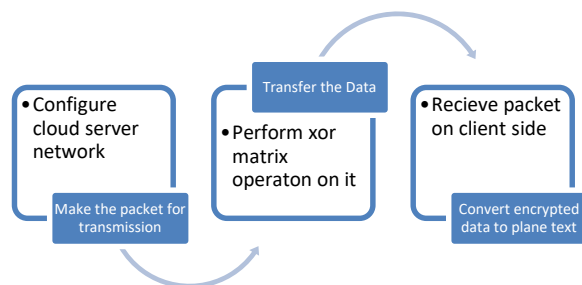 • Configure
cloud server
network
Make the packet for
transmission
Transfer the Data
• Perform xor
matrix
operaton on it
• Recieve packet
on client side
Convert encrypted
data to plane text